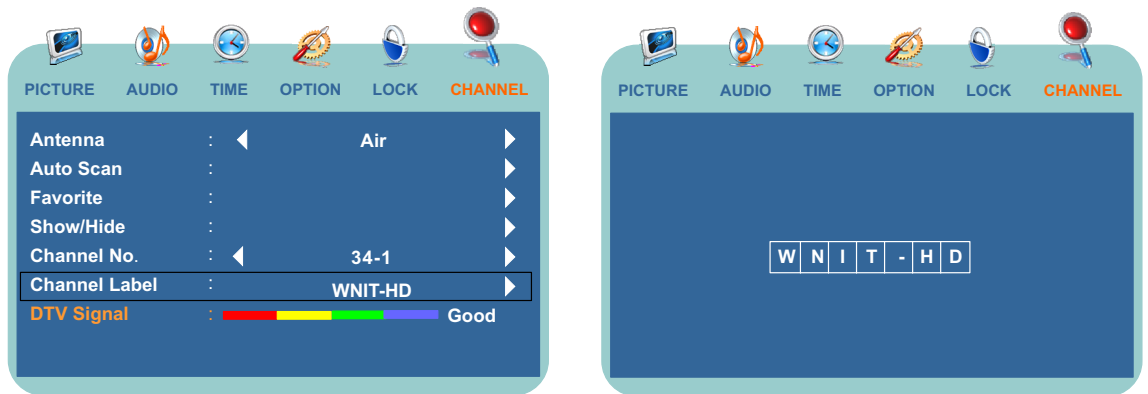 PICTURE AUDIO TIME OPTION LOCK CHANNEL
Antenna : Air
Auto Scan :
Favorite :
Show/Hide :
Channel No. : 34-1
Channel Label : WNIT-HD
DTV Signal : Good
PICTURE AUDIO TIME OPTION LOCK CHANNEL
W N I T - H D